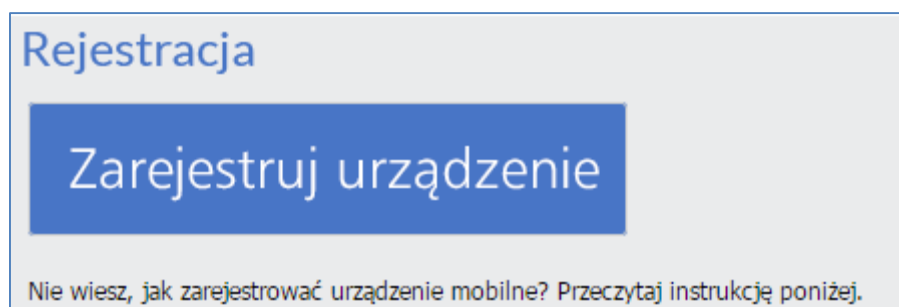 Rejestracja
Zarejestruj urządzenie
Nie wiesz, jak zarejestrować urządzenie mobilne? Przeczytaj instrukcję poniżej.